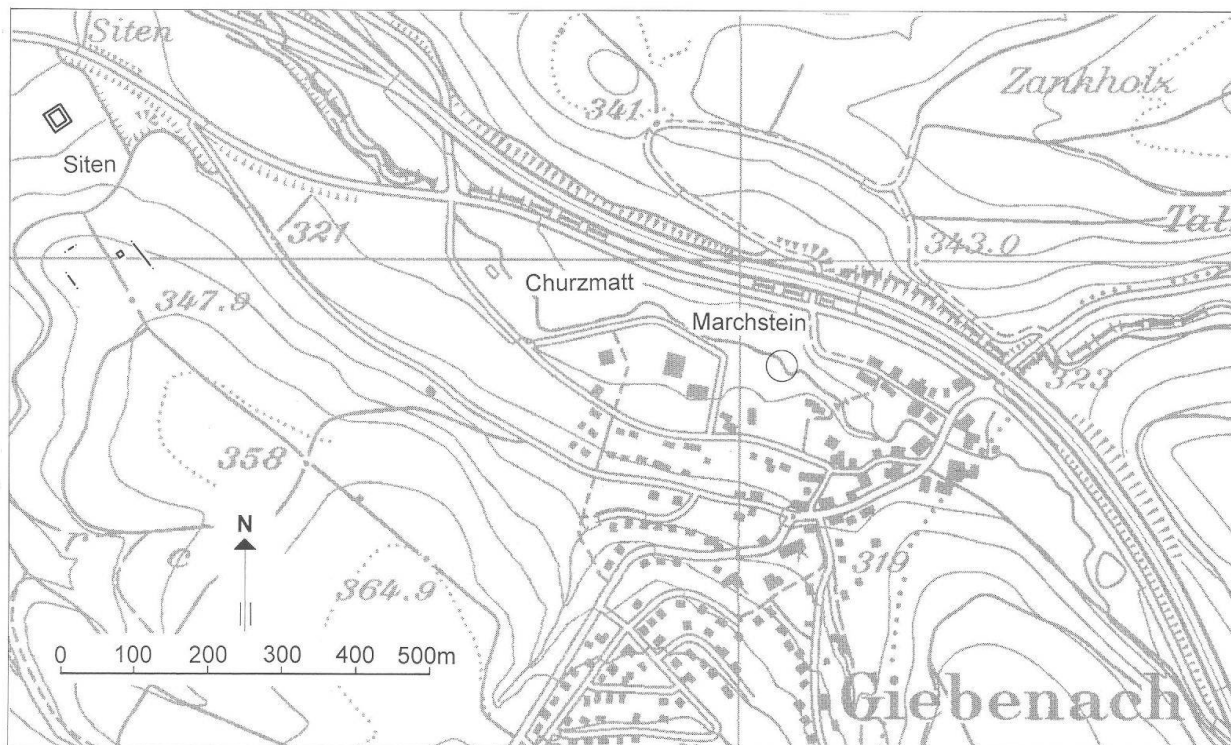 Siten
Zankholz
341
Siten
Tal
321
343.0
Churzmatt
347.9
Marchstein
323
358
N
319
364.9
0 100 200 300 400 500m
Giebenach